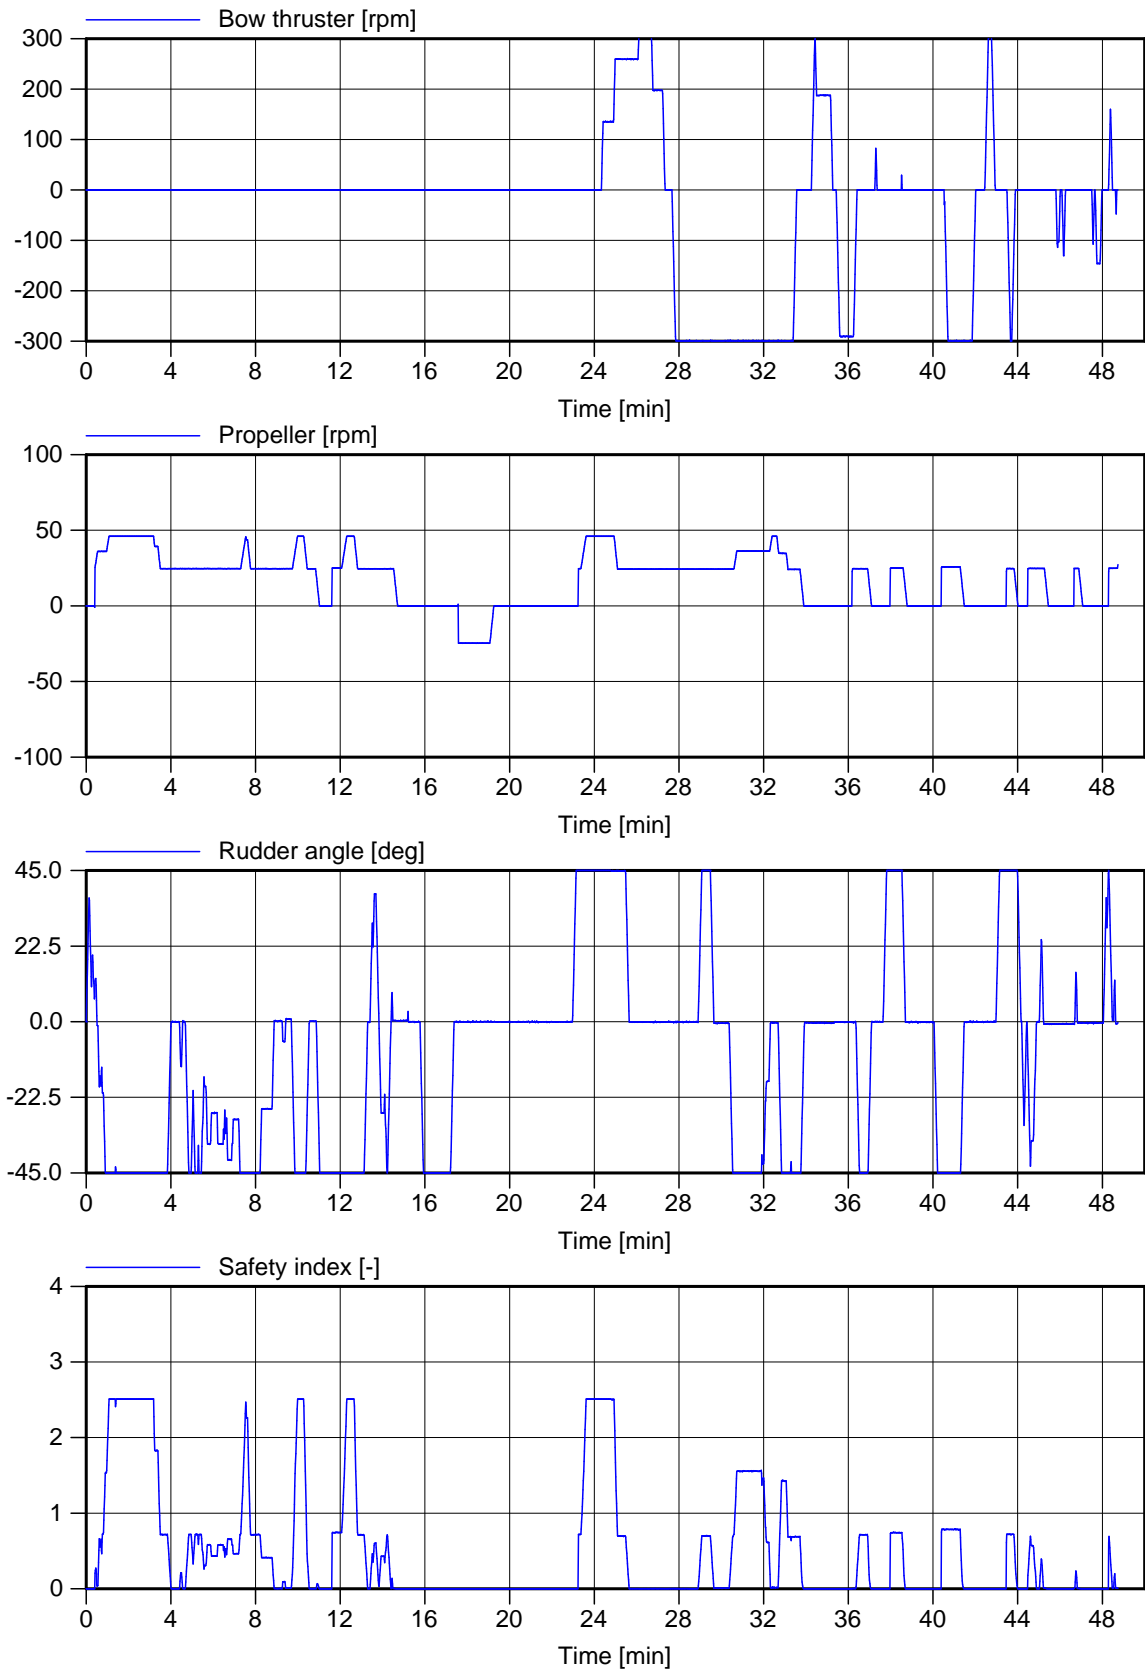 Bow thruster [rpm]
300
200
100
0
-100
-200
-300
0 4 8 12 16 20 24 28 32 36 40 44 48
Time [min]
Propeller [rpm]
100
50
0
-50
-100
0 4 8 12 16 20 24 28 32 36 40 44 48
Time [min]
Rudder angle [deg]
45.0
22.5
0.0
-22.5
-45.0
0 4 8 12 16 20 24 28 32 36 40 44 48
Time [min]
Safety index [-]
4
3
2
1
0
0 4 8 12 16 20 24 28 32 36 40 44 48
Time [min]